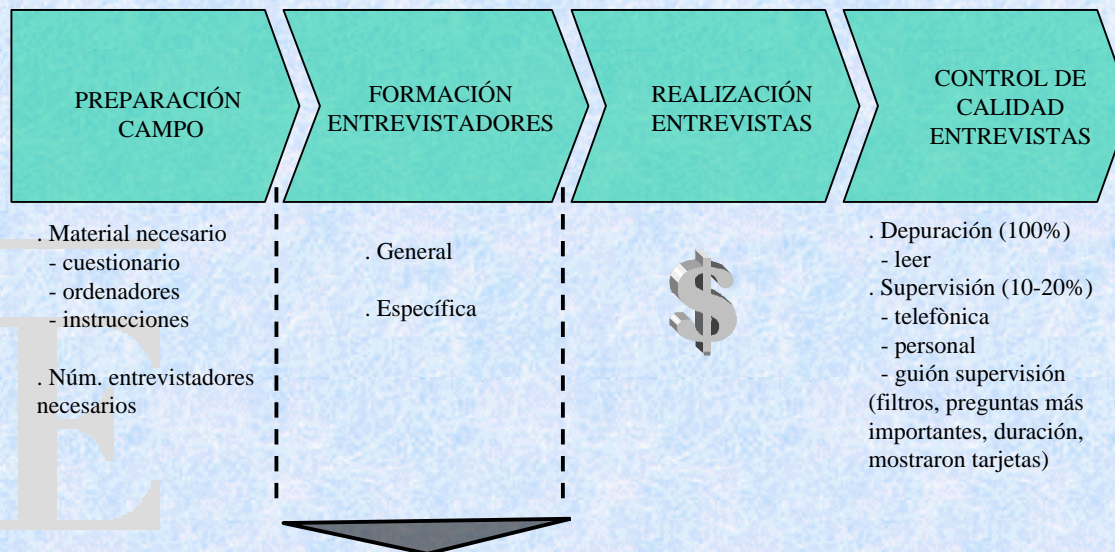 PREPARACIÓN
CAMPO
FORMACIÓN
ENTREVISTADORES
REALIZACIÓN
ENTREVISTAS
CONTROL DE
CALIDAD
ENTREVISTAS
. Material necesario
- cuestionario
- ordenadores
- instrucciones
. Núm. entrevistadores
necesarios
. General
. Específica
$
. Depuración (100%)
- leer
. Supervisión (10-20%)
- telefònica
- personal
- guión supervisión
(filtros, preguntas más
importantes, duración,
mostraron tarjetas)
E